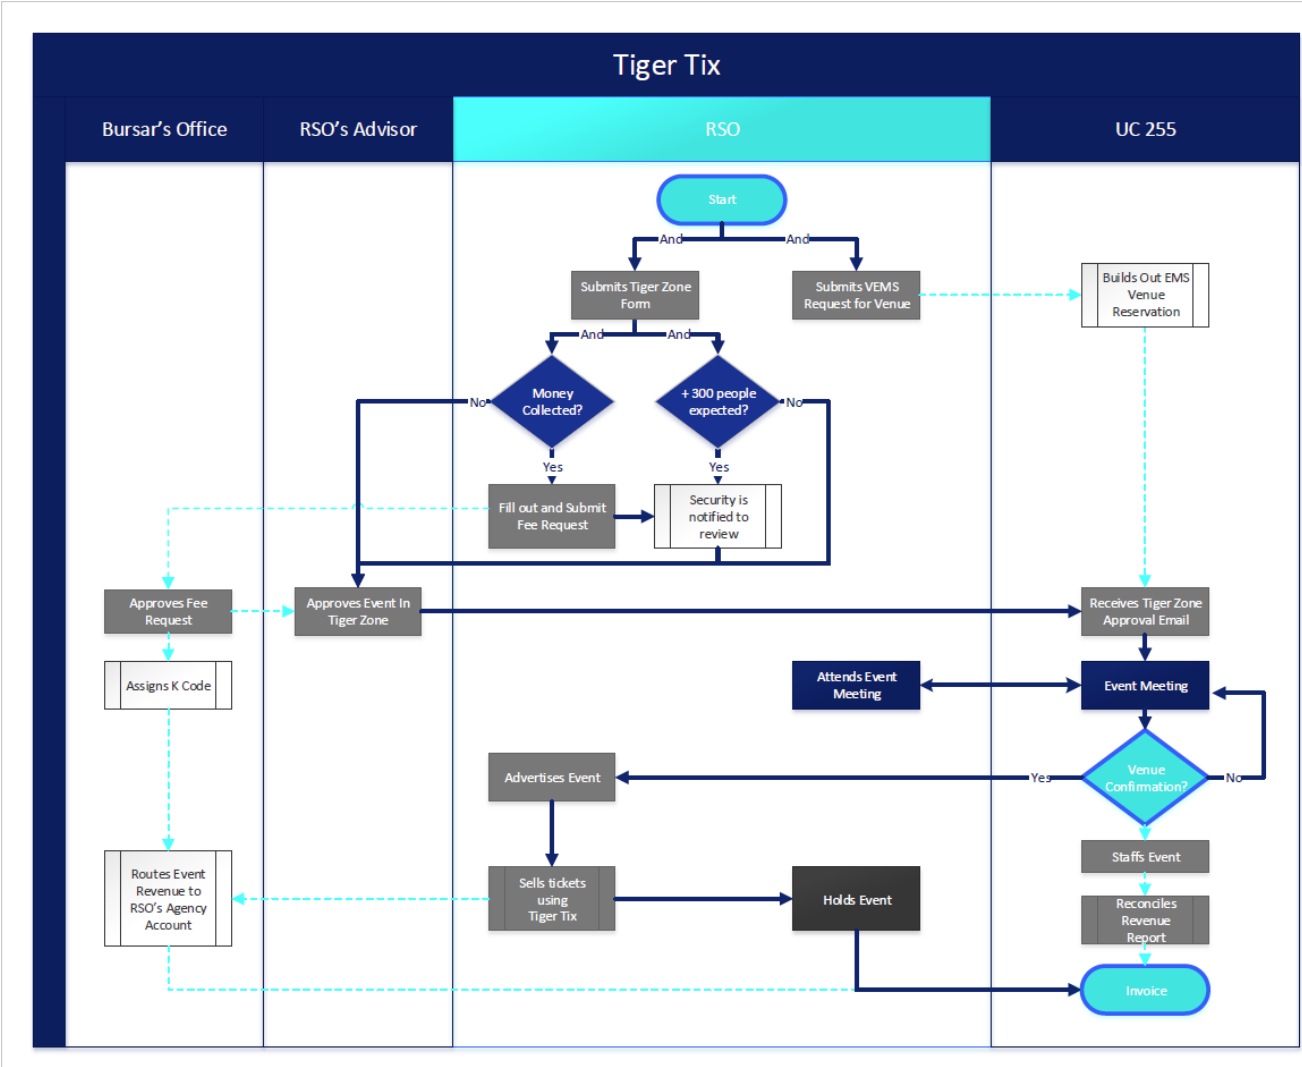 Tiger Tix
Bursar's Office
RSO's Advisor
RSO
UC 255
Start
And
And
Submits Tiger Zone
Form
Submits VEMS
Request for Venue
Builds Out EMS
Venue
Reservation
And
And
Money
Collected?
+ 300 people
expected?
No
No
Yes
Yes
Fill out and Submit
Fee Request
Security is
notified to
review
Approves Fee
Request
Approves Event In
Tiger Zone
Receives Tiger Zone
Approval Email
Assigns K Code
Attends Event
Meeting
Event Meeting
Advertises Event
Yes
Venue
Confirmation?
No
Staffs Event
Routes Event
Revenue to
RSO's Agency
Account
Sells tickets
using
Tiger Tix
Holds Event
Reconciles
Revenue
Report
Invoice